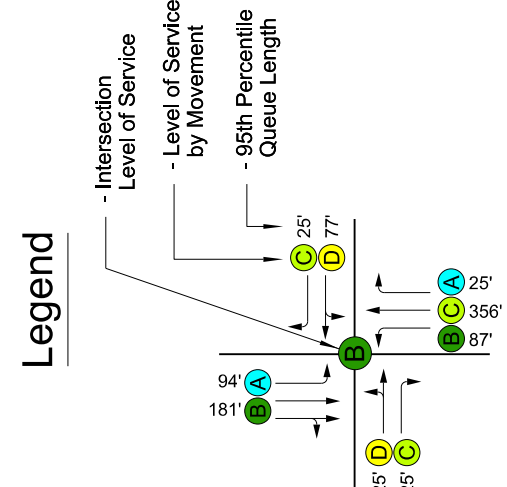 Legend
- Intersection
Level of Service
- Level of Service
by Movement
- 95th Percentile
Queue Length
C 25'
D 77'
A 25'
C 356'
B 87'
B
94' A
181' B
D
C